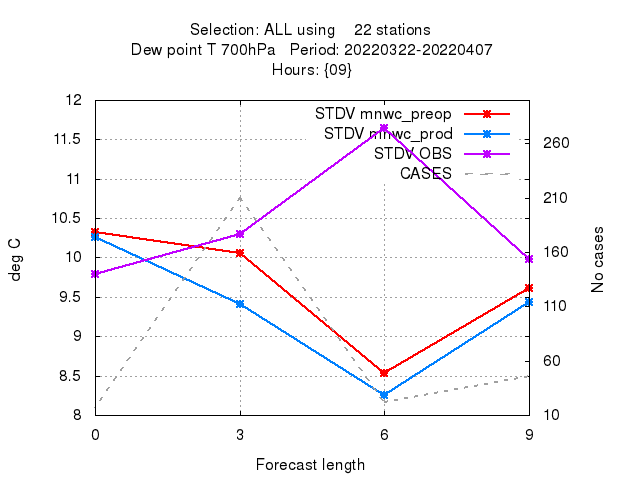 Selection: ALL using 22 stations
Dew point T 700hPa Period: 20220322-20220407
Hours: {09}
STDV mnwc_preop
STDV mnwc_prod
STDV OBS
CASES
12
11.5
11
10.5
10
9.5
9
8.5
8
deg C
260
210
160
110
60
10
No cases
0 3 6 9
Forecast length